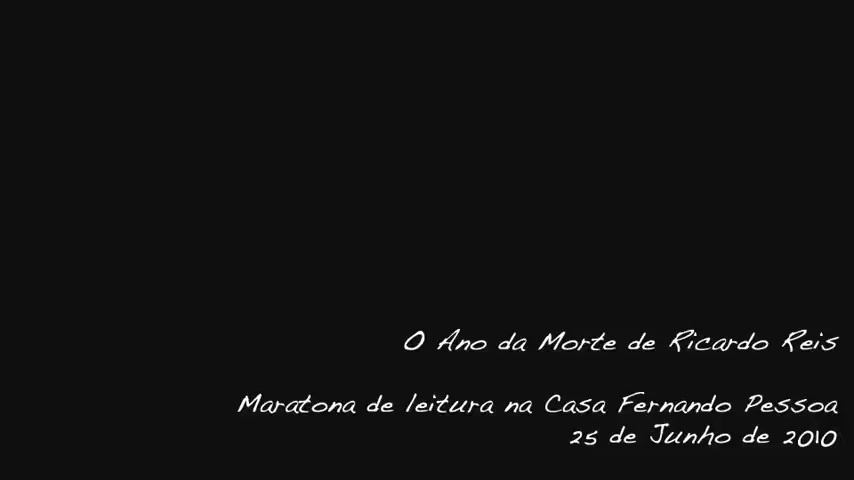 O Ano da Morte de Ricardo Reis
Maratona de leitura na Casa Fernando Pessoa
25 de Junho de 2010